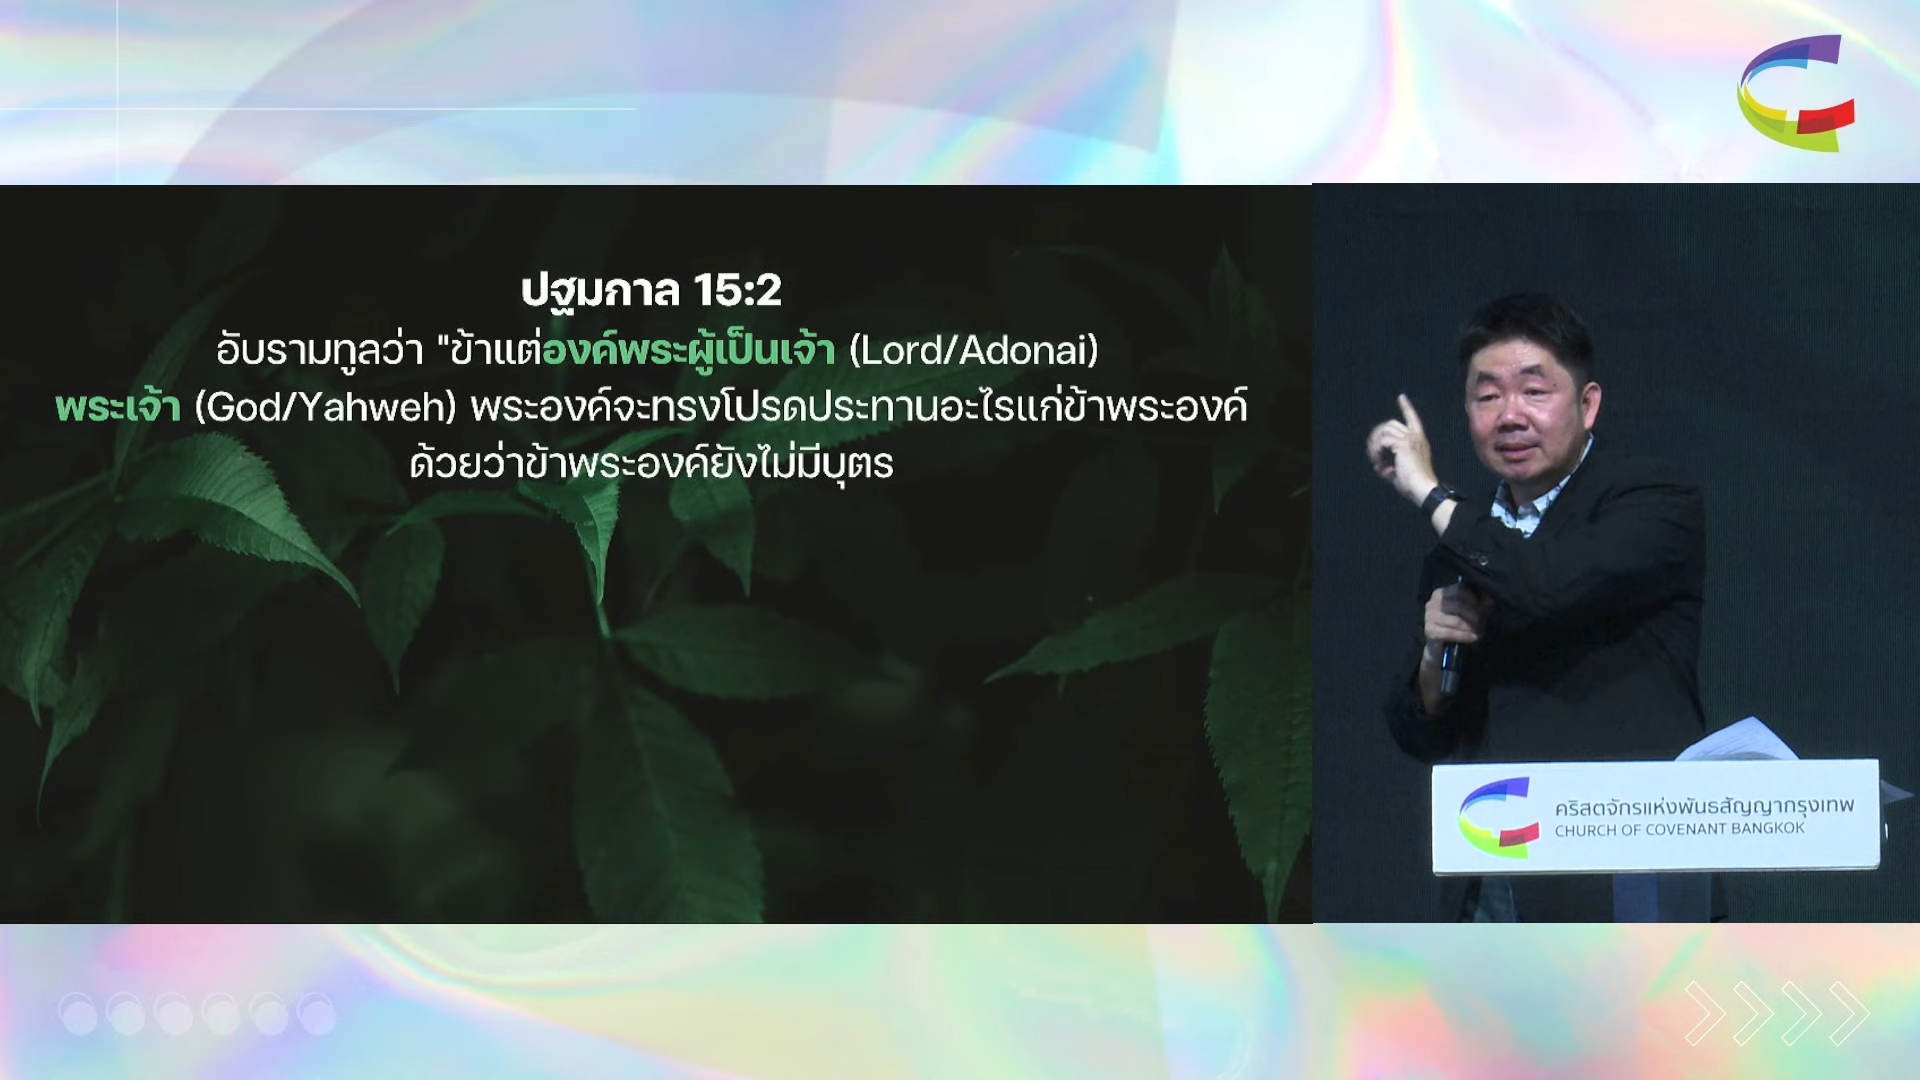 ปฐมกาล 15:2
อับรามทูลว่า "ข้าแต่องค์พระผู้เป็นเจ้า (Lord/Adonai)
พระเจ้า (God/Yahweh) พระองค์จะทรงโปรดประทานอะไรแก่ข้าพระองค์
ด้วยว่าข้าพระองค์ยังไม่มีบุตร
คริสตจักรแห่งพันธสัญญากรุงเทพ
CHURCH OF COVENANT BANGKOK